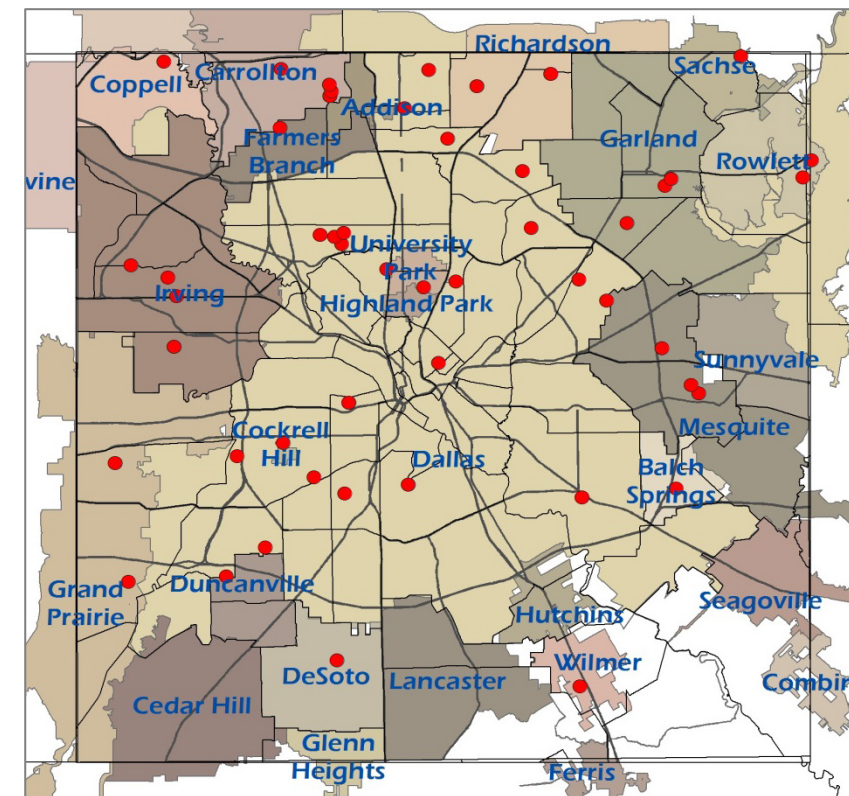 Richardson
Coppell
Carrollton
Sachse
Addison
Farmers
Branch
Garland
Rowlett
vine
University
Park
Irving
Highland Park
Sunnyvale
Cockrell
Hill
Mesquite
Dallas
Balch
Springs
Grand
Prairie
Duncanville
Hutchins
Seagoville
DeSoto
Lancaster
Wilmer
Cedar Hill
Combin
Glenn
Heights
Ferris